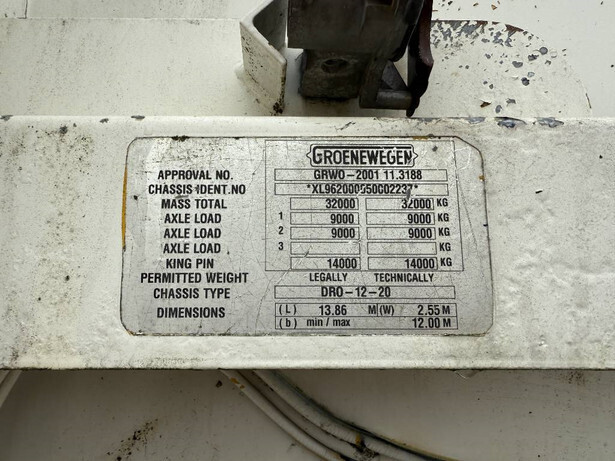 GROENEWEGEN
APPROVAL NO. GRWO-2001 11.3188
CHASSIS IDENT.NO *XL962000050C02237*
MASS TOTAL 32000 32000 KG
AXLE LOAD 1 9000 9000 KG
AXLE LOAD 2 9000 9000 KG
AXLE LOAD 3 KG
KING PIN 14000 14000 KG
PERMITTED WEIGHT LEGALLY TECHNICALLY
CHASSIS TYPE DRO-12-20
DIMENSIONS (L) 13.86 M (W) 2.55 M
(b) min / max 12.00 M